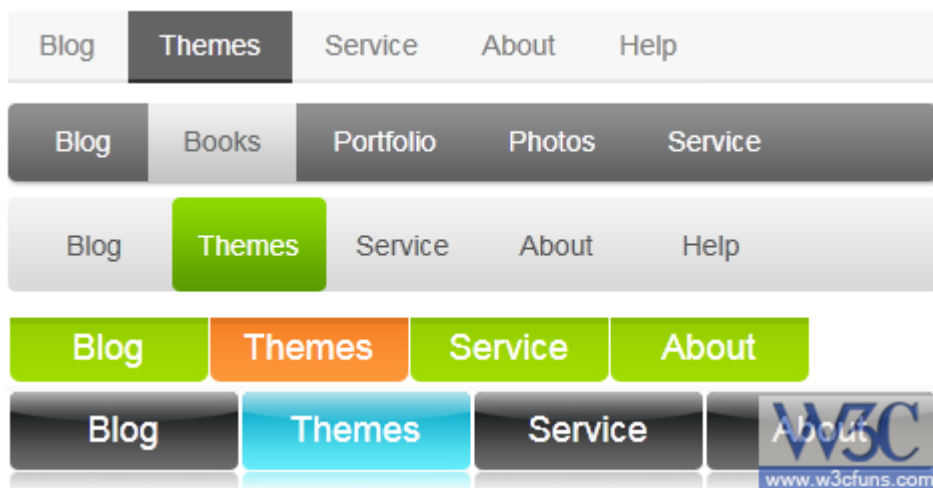 Blog Themes Service About Help
Blog Books Portfolio Photos Service
Blog Themes Service About Help
Blog Themes Service About
Blog Themes Service About
W3C
www.w3cfuns.com